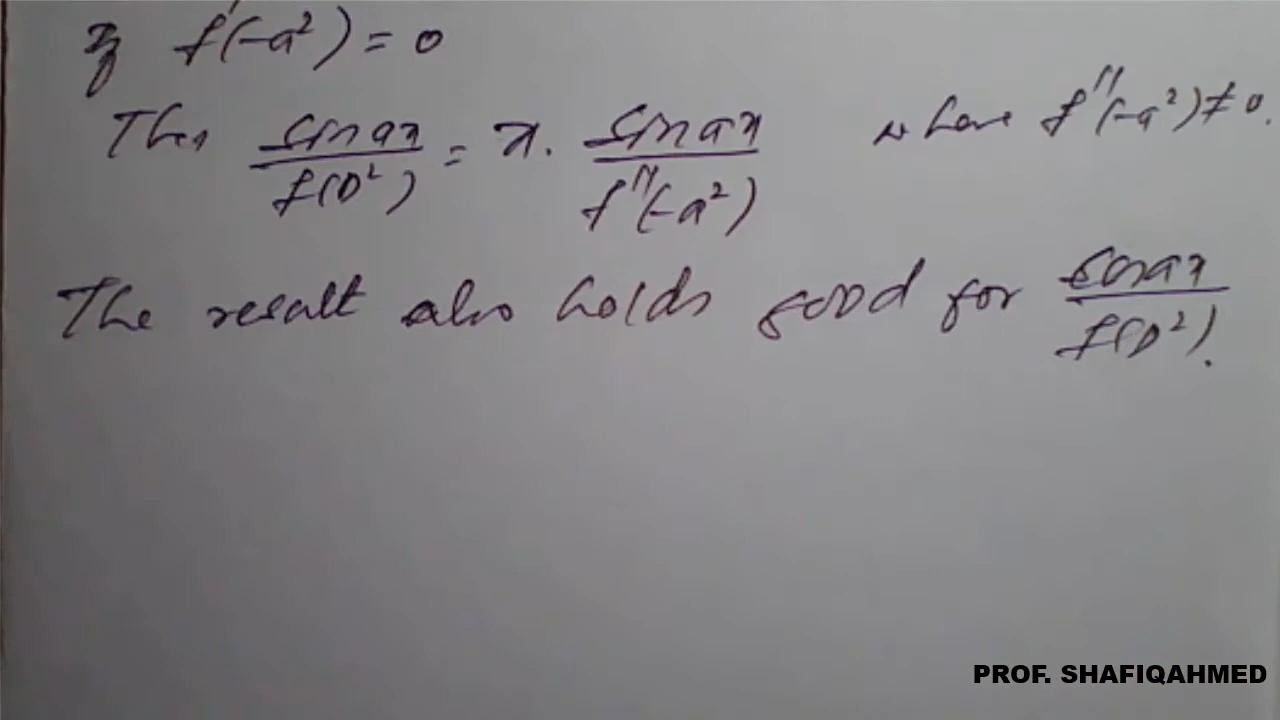 If f'(-a²) = 0
Then sin ax / f(D²) = x. sin ax / f''(-a²) where f''(-a²) ≠ 0.
The result also holds good for cos ax / f(D²).
PROF. SHAFIQAHMED